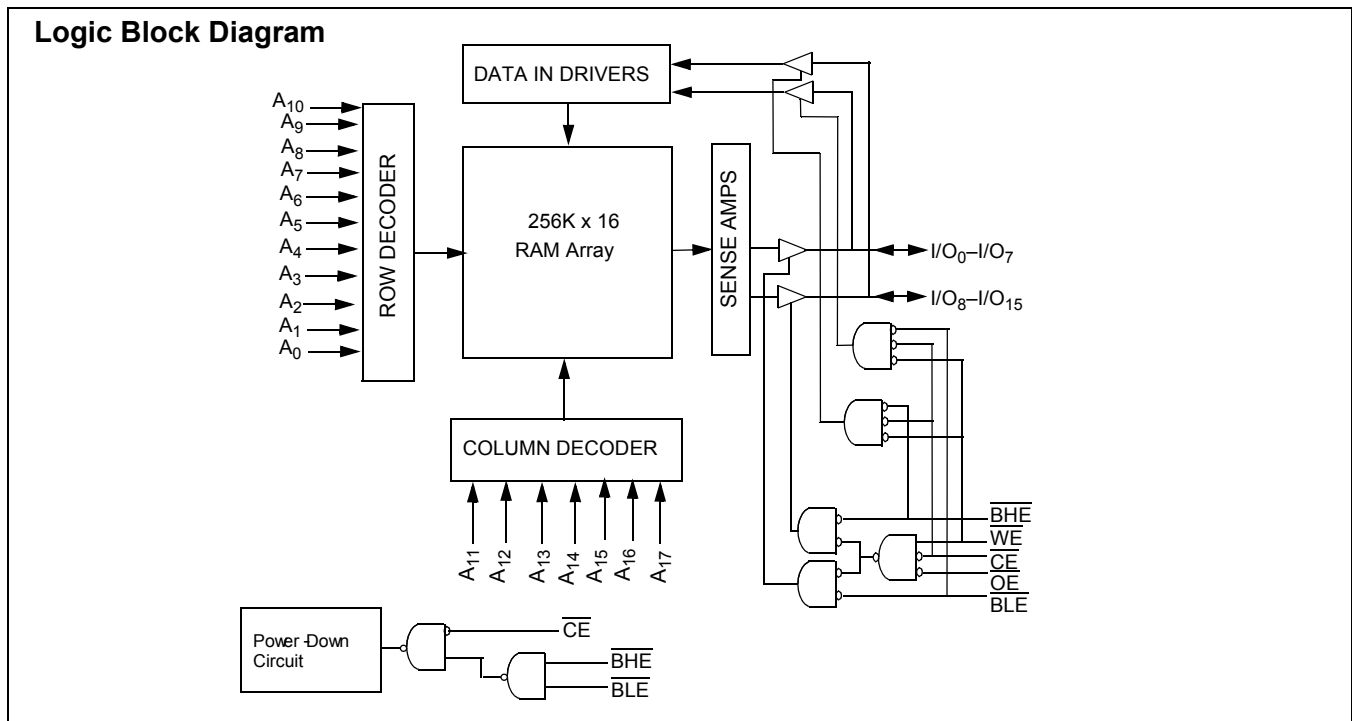 Logic Block Diagram
DATA IN DRIVERS
A10
A9
A8
A7
A6
A5
A4
A3
A2
A1
A0
ROW DECODER
256K x 16
RAM Array
SENSE AMPS
I/O0–I/O7
I/O8–I/O15
COLUMN DECODER
A11
A12
A13
A14
A15
A16
A17
BHE
WE
CE
OE
BLE
Power -Down
Circuit
CE
BHE
BLE